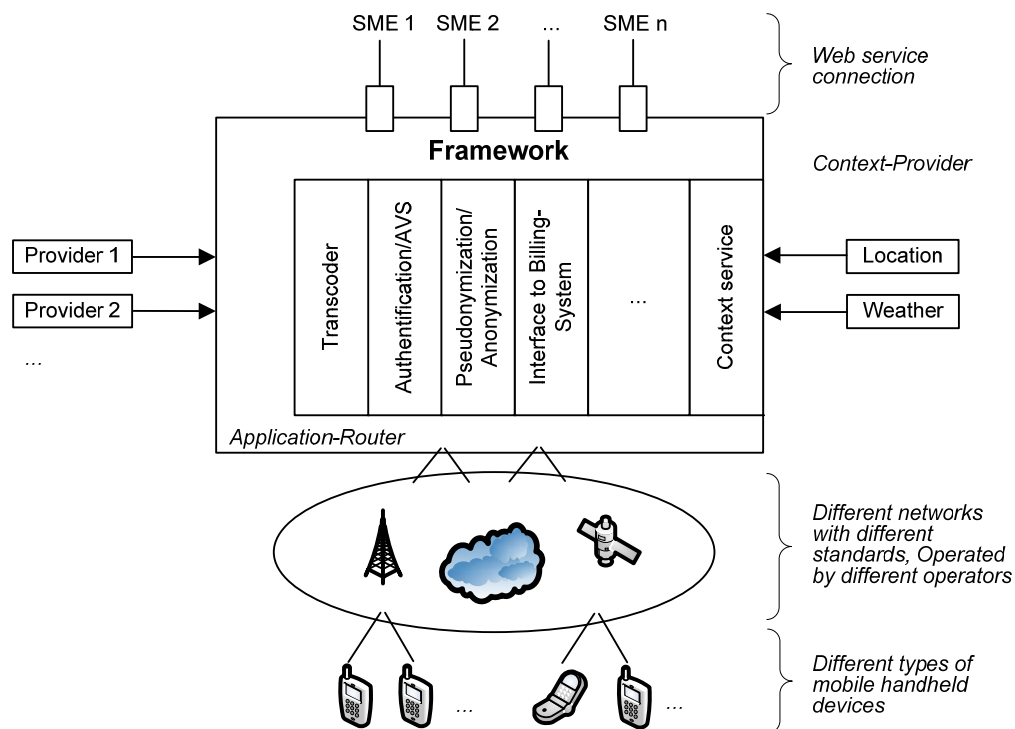 SME 1
SME 2
...
SME n
Web service
connection
Framework
Context-Provider
Provider 1
Provider 2
...
Transcoder
Authentification/AVS
Pseudonymization/
Anonymization
Interface to Billing-
System
...
Context service
Location
Weather
Application-Router
Different networks
with different
standards, Operated
by different operators
Different types of
mobile handheld
devices
...
...